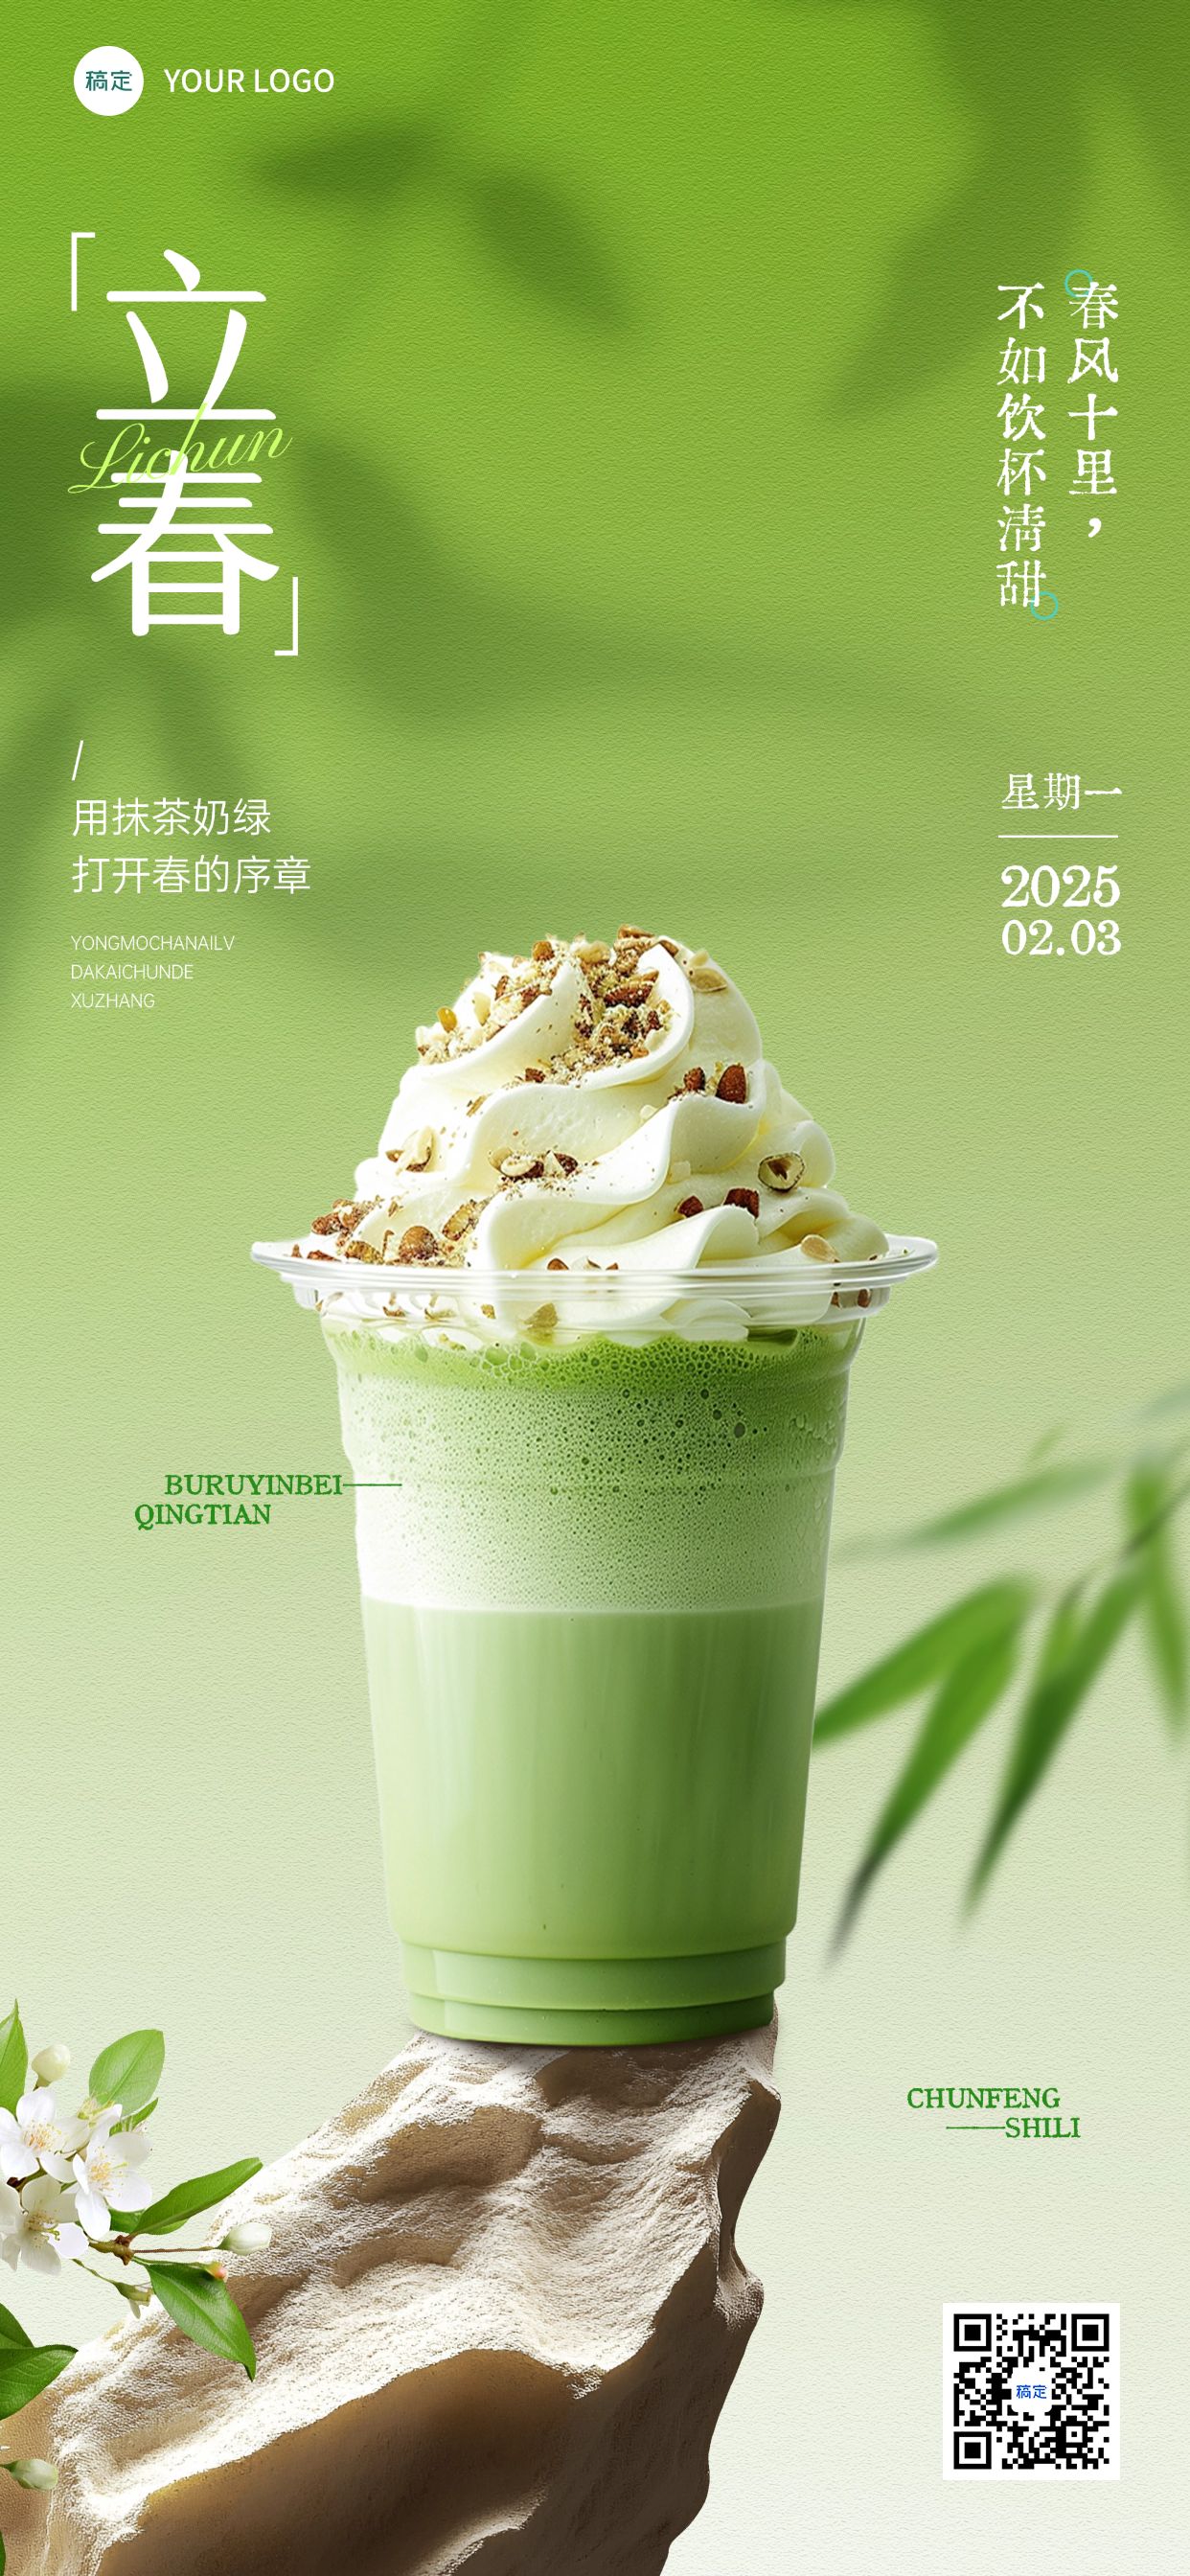 稿定 YOUR LOGO
「立春」
Lichun
春风十里，
不如饮杯清甜
/
用抹茶奶绿
打开春的序章
YONGMOCHANAILV
DAKAICHUNDE
XUZHANG
星期一
2025
02.03
BURUYINBEI
QINGTIAN
CHUNFENG
SHILI
稿定